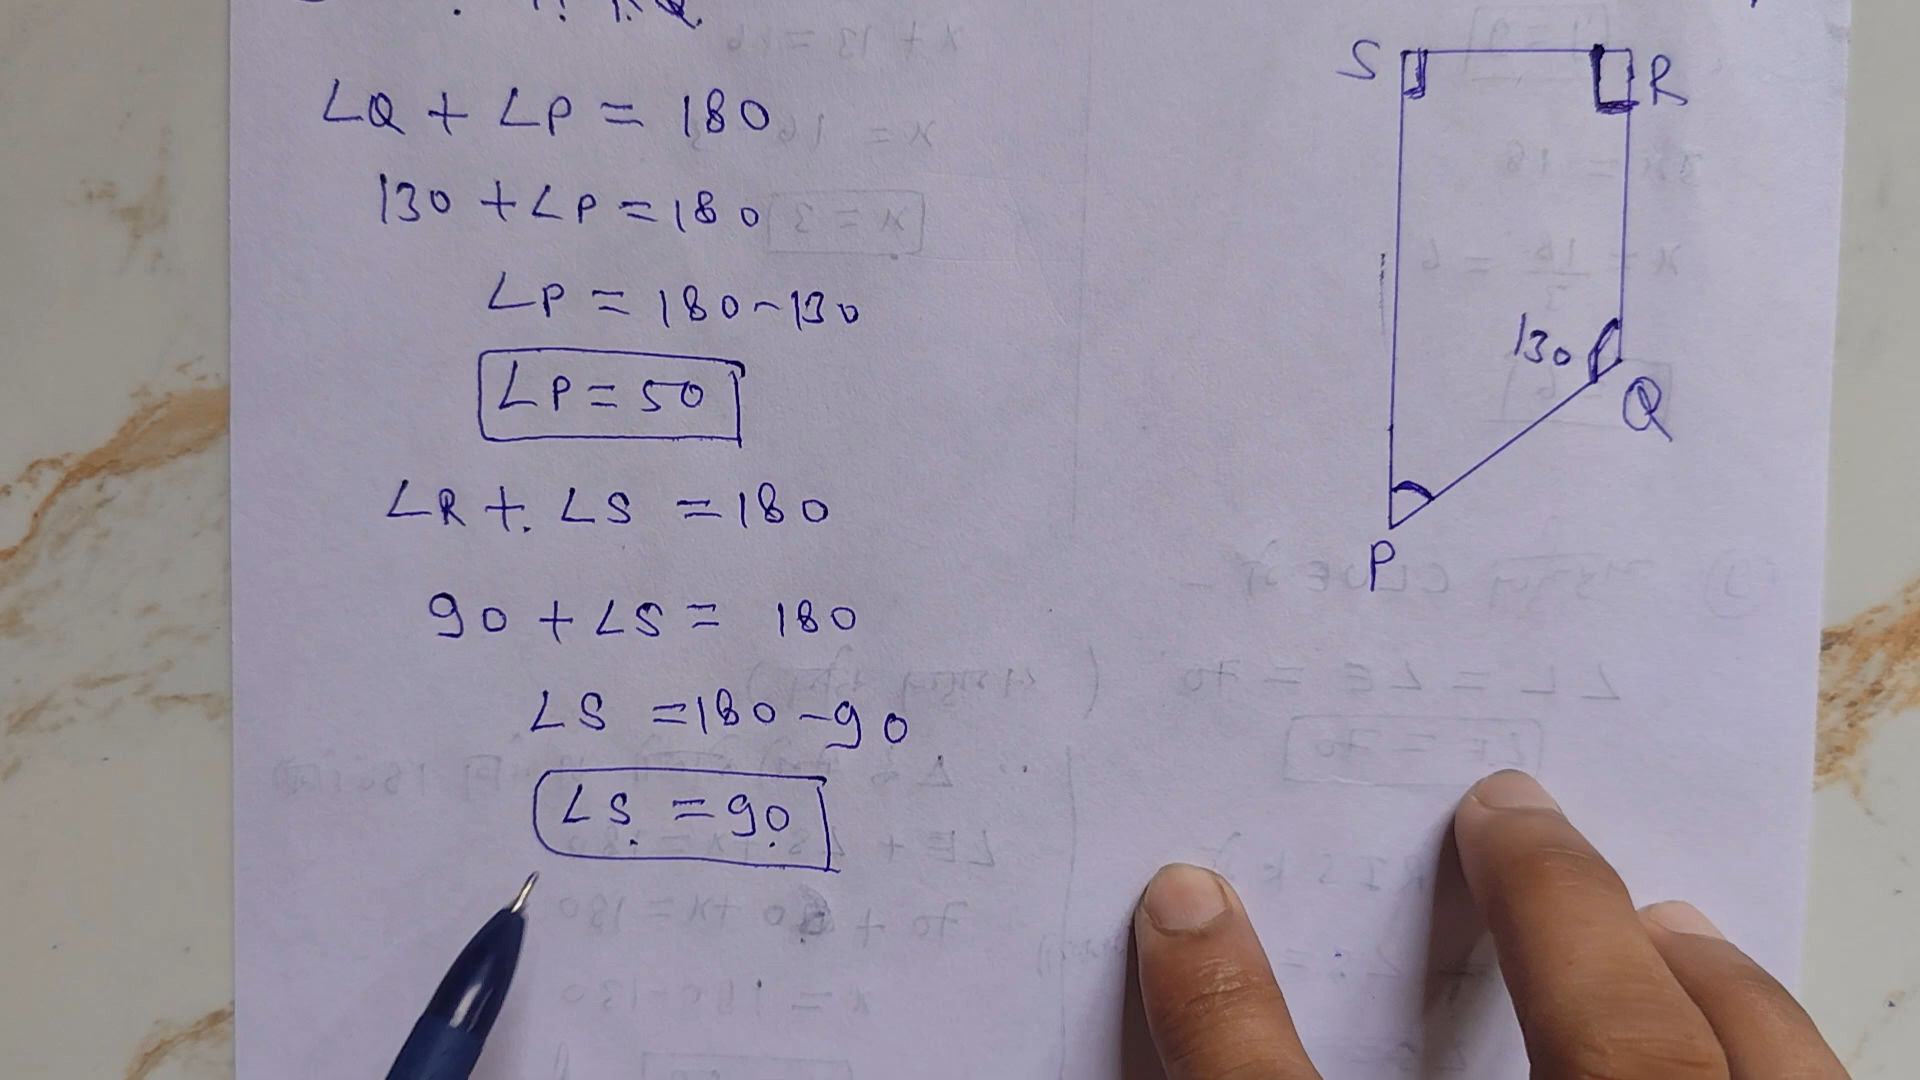 ∠Q + ∠P = 180
130 + ∠P = 180
∠P = 180 - 130
∠P = 50
∠R + ∠S = 180
90 + ∠S = 180
∠S = 180 - 90
∠S = 90
S
R
130
Q
P